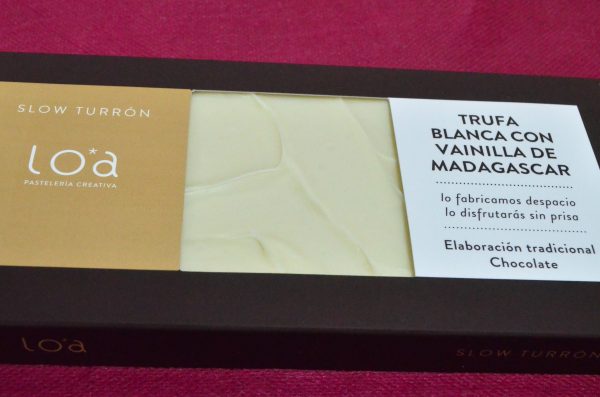 SLOW TURRÓN
lo*a
PASTELERÍA CREATIVA
TRUFA
BLANCA CON
VAINILLA DE
MADAGASCAR
lo fabricamos despacio
lo disfrutarás sin prisa
Elaboración tradicional
Chocolate
lo*a
SLOW TURRÓN